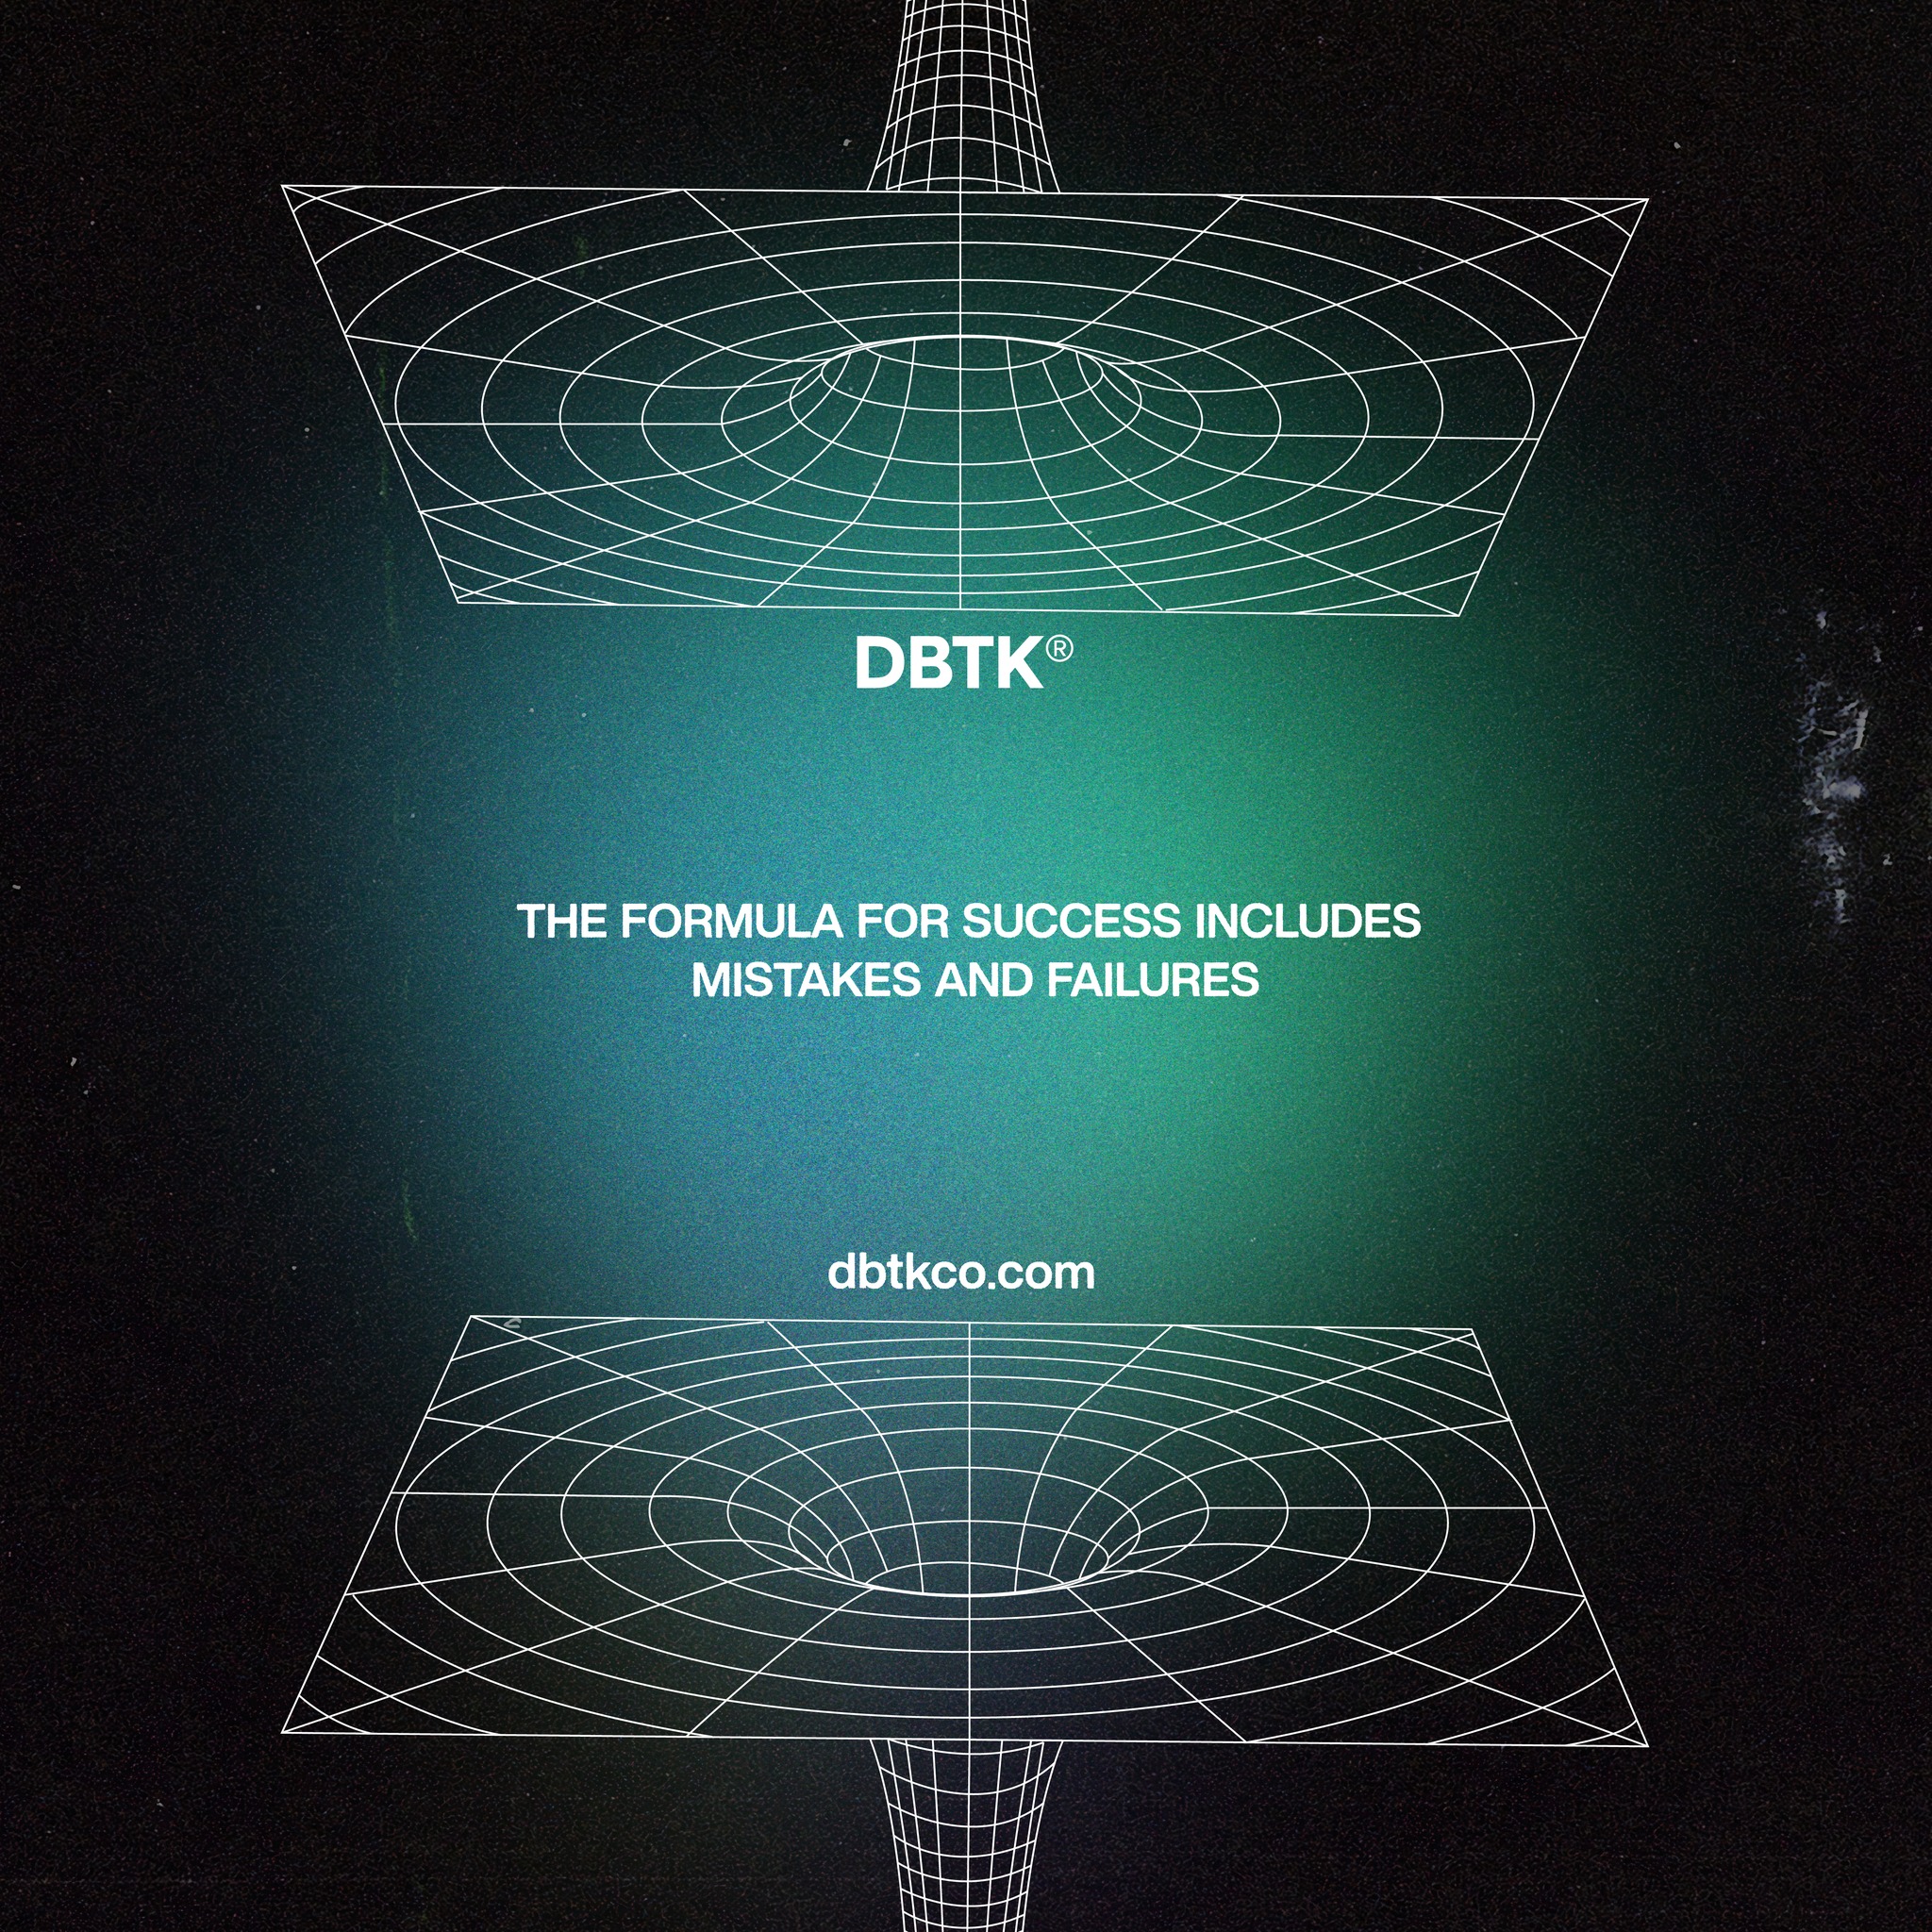 DBTK®
THE FORMULA FOR SUCCESS INCLUDES
MISTAKES AND FAILURES
dbtkco.com